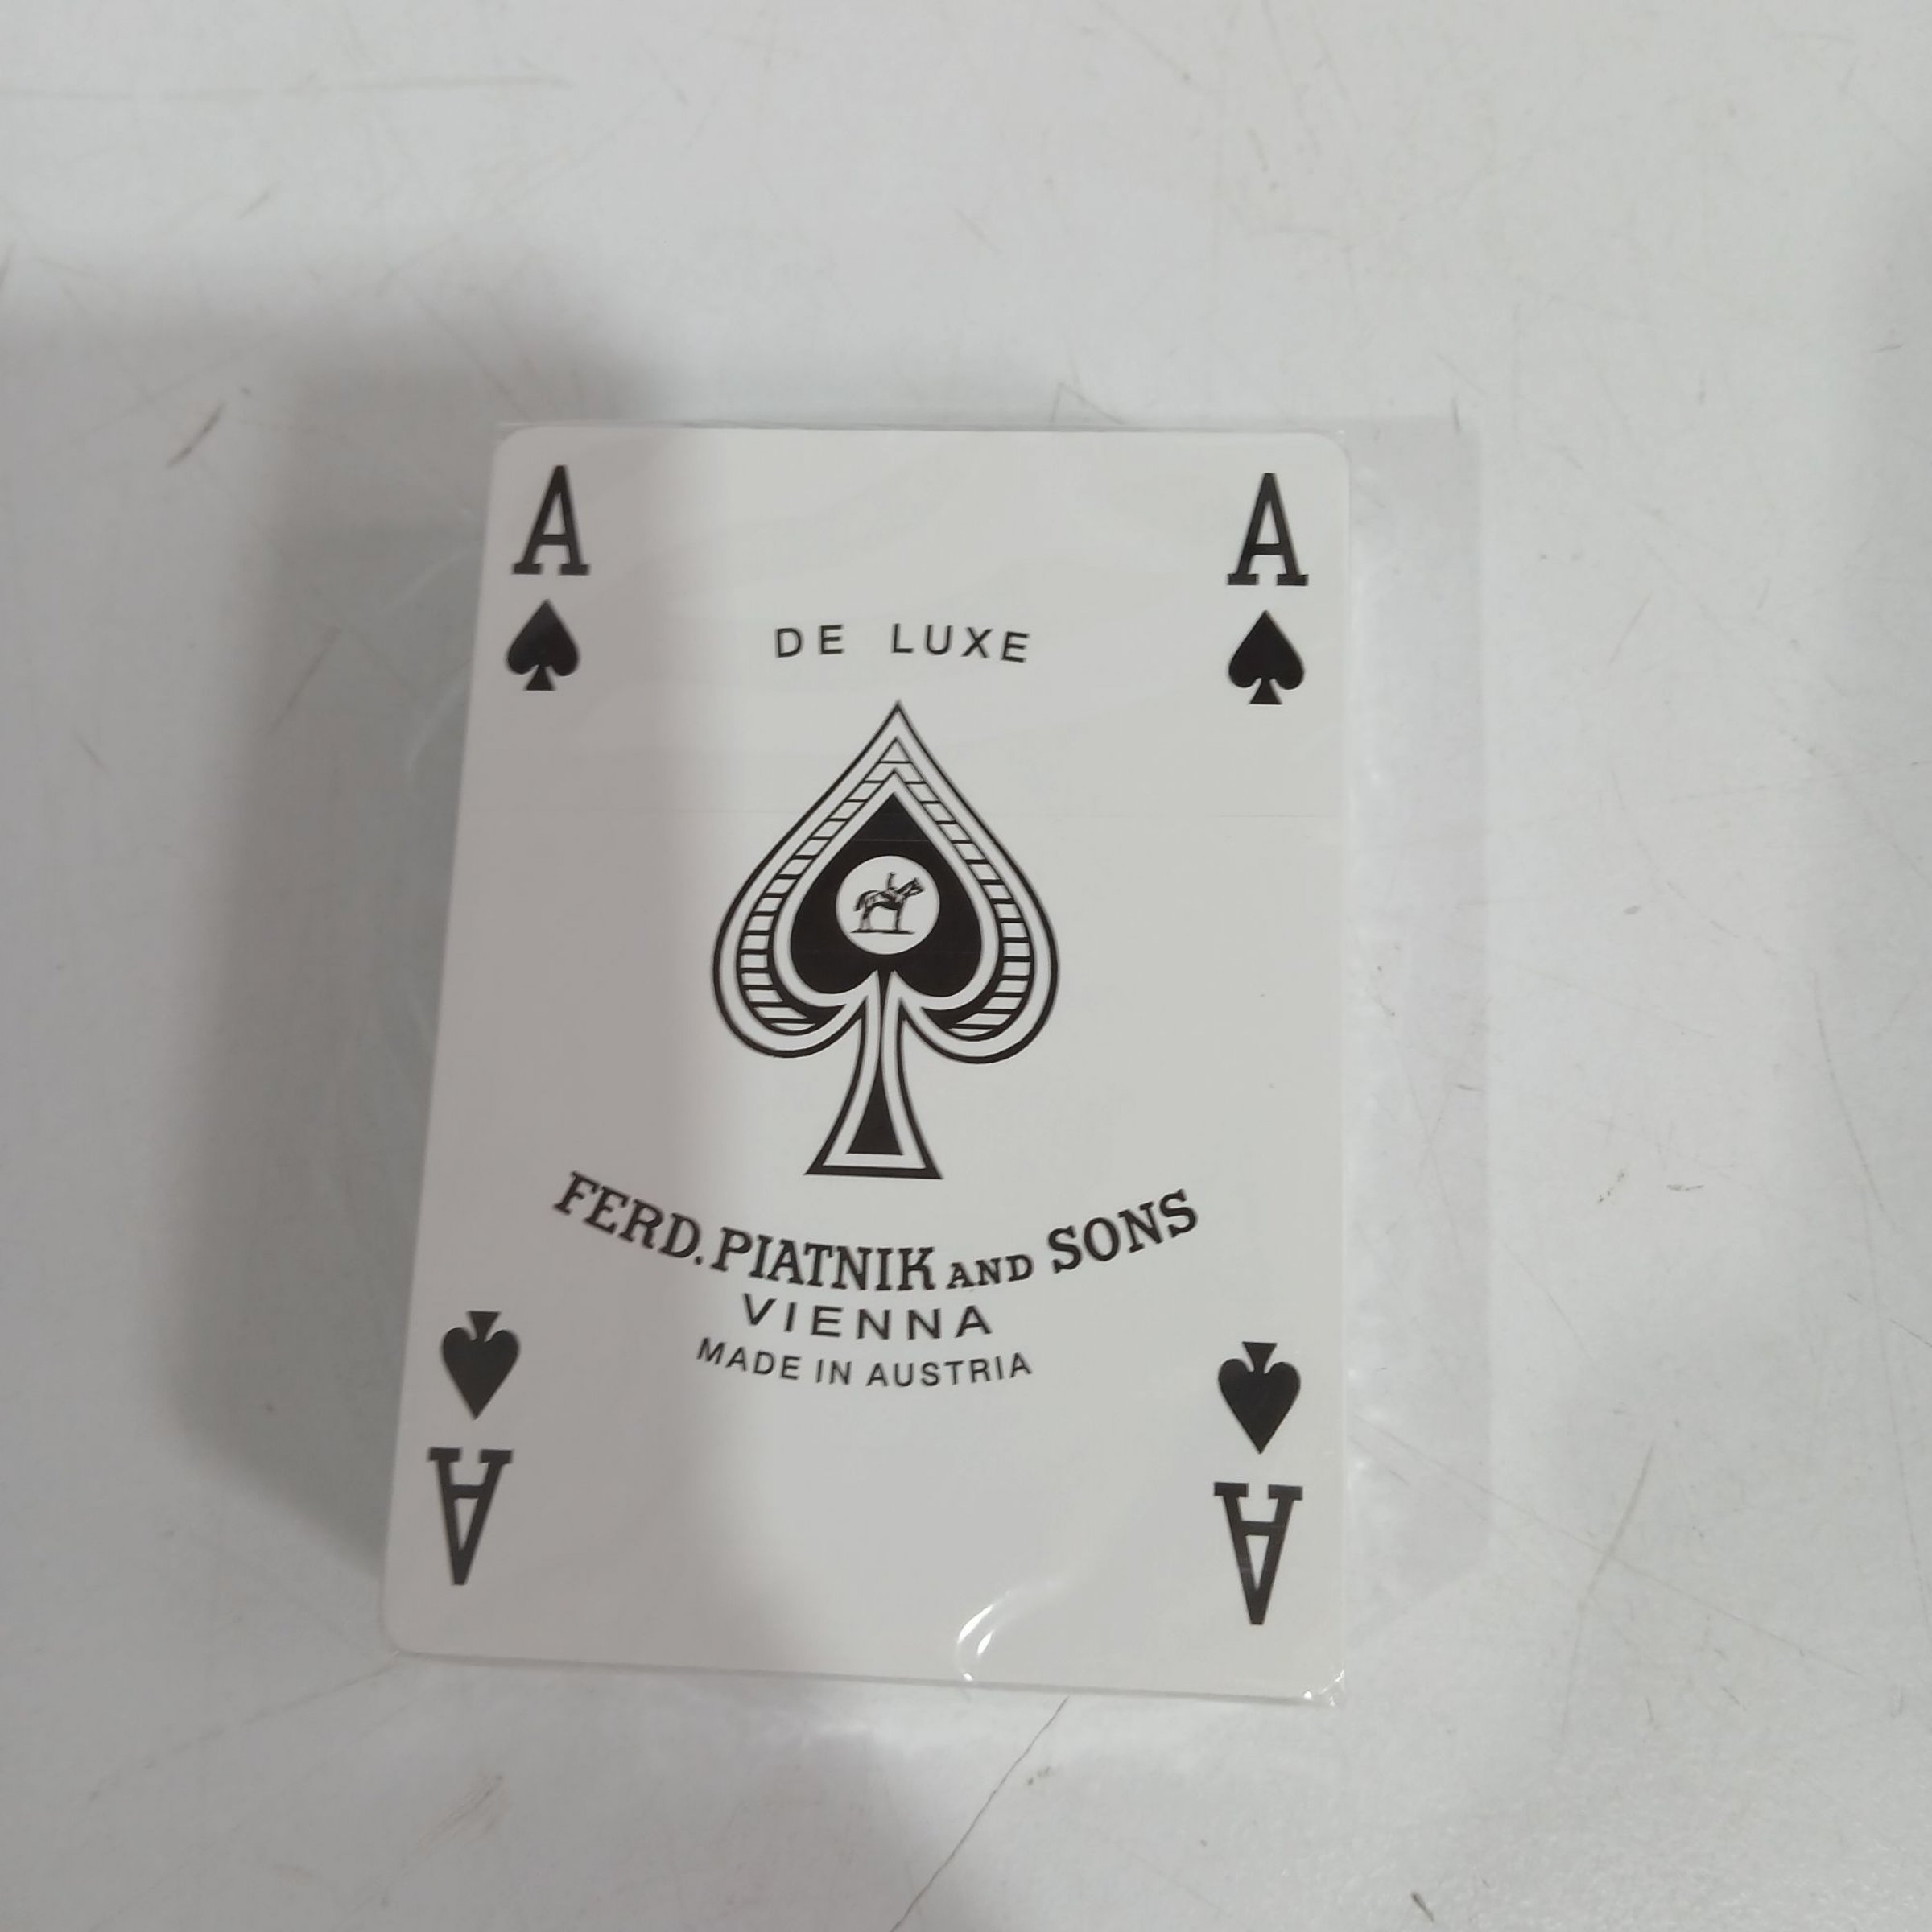 A A
DE LUXE
FERD. PIATNIK AND SONS
VIENNA
MADE IN AUSTRIA
A A